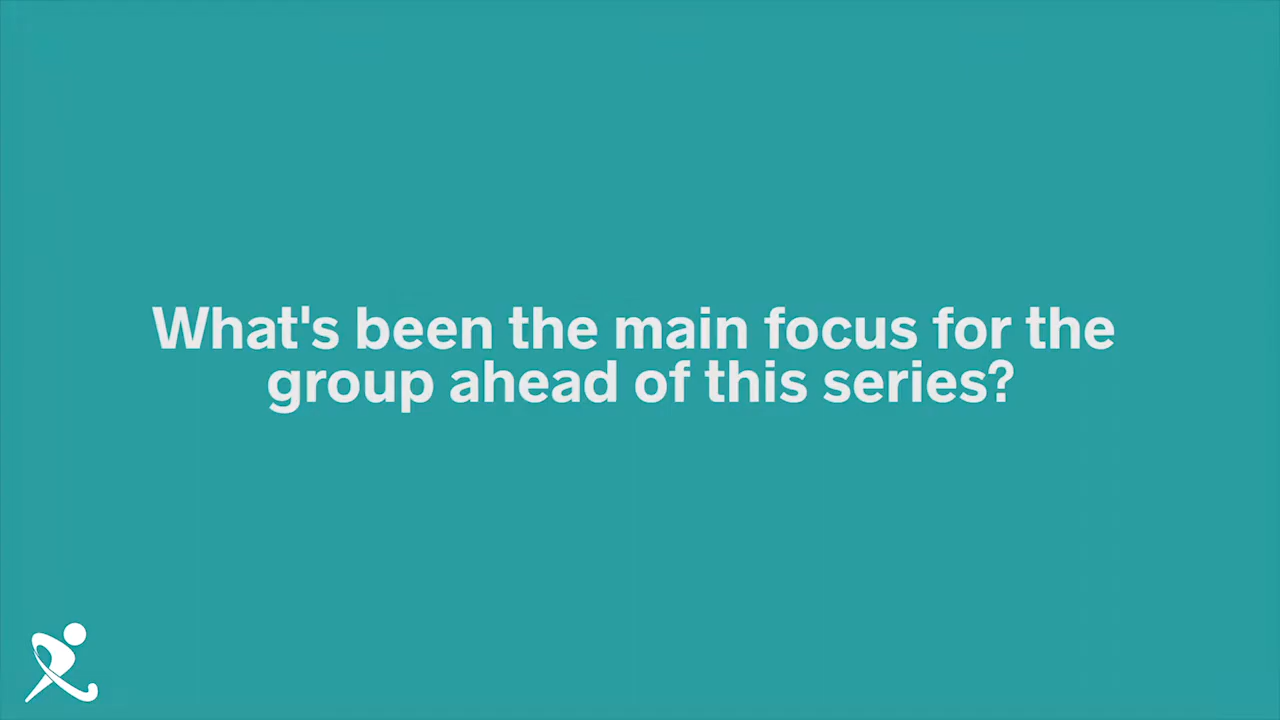 What's been the main focus for the
group ahead of this series?